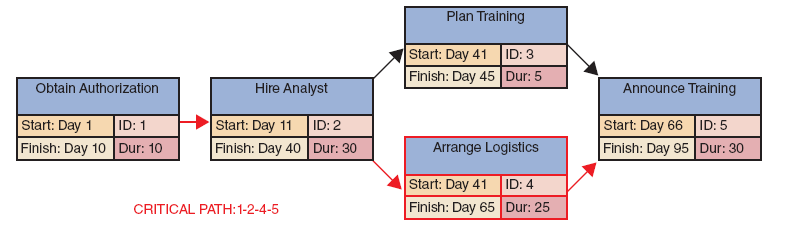 Obtain Authorization
Start: Day 1 ID: 1
Finish: Day 10 Dur: 10
Hire Analyst
Start: Day 11 ID: 2
Finish: Day 40 Dur: 30
Plan Training
Start: Day 41 ID: 3
Finish: Day 45 Dur: 5
Arrange Logistics
Start: Day 41 ID: 4
Finish: Day 65 Dur: 25
Announce Training
Start: Day 66 ID: 5
Finish: Day 95 Dur: 30
CRITICAL PATH:1-2-4-5